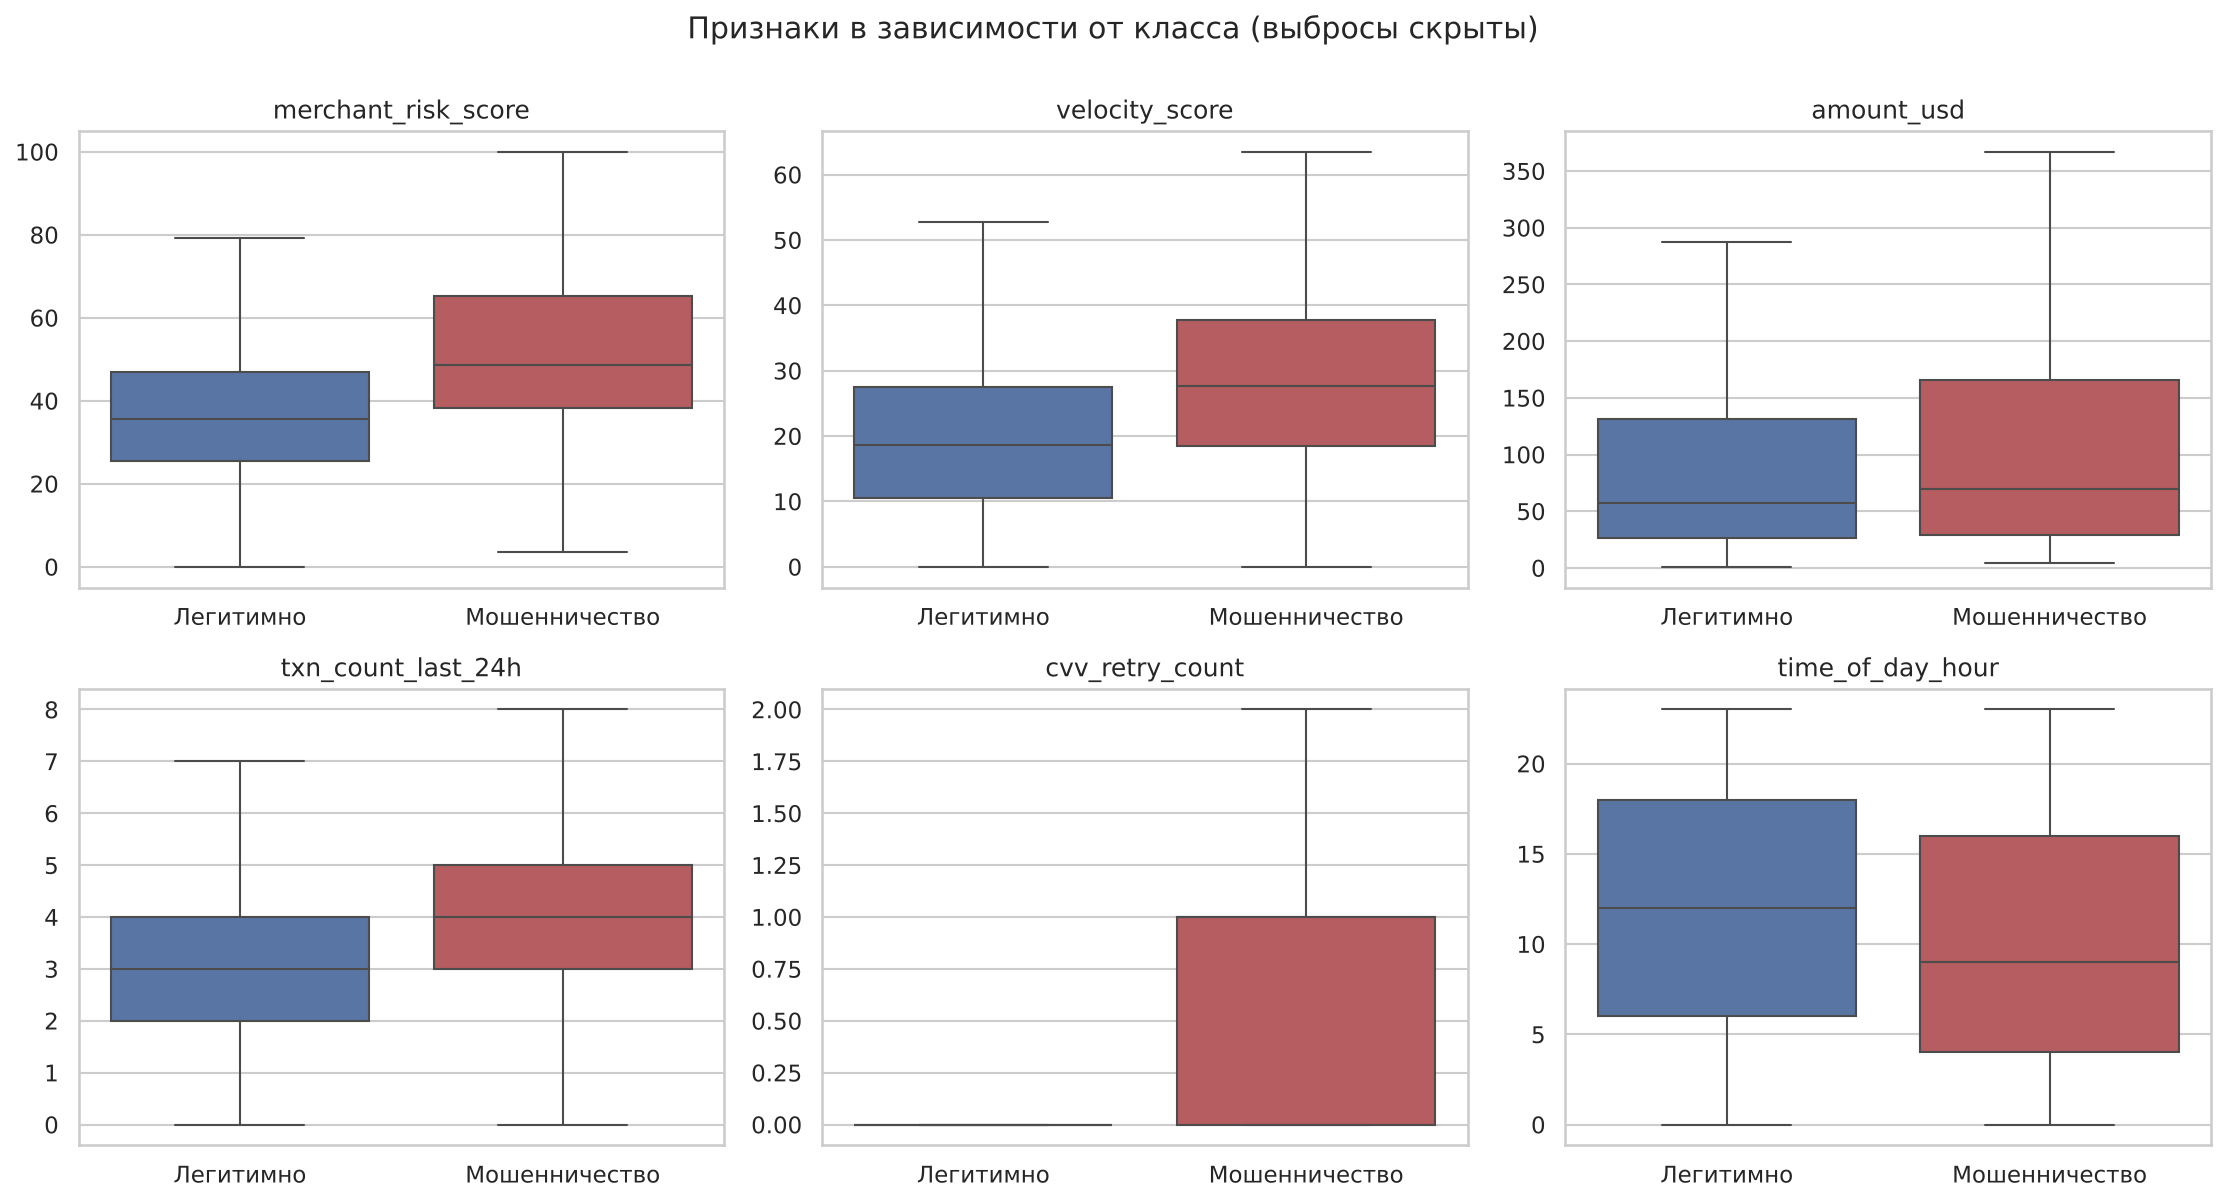 Признаки в зависимости от класса (выбросы скрыты)
merchant_risk_score
100
80
60
40
20
0
Легитимно
Мошенничество
velocity_score
60
50
40
30
20
10
0
Легитимно
Мошенничество
amount_usd
350
300
250
200
150
100
50
0
Легитимно
Мошенничество
txn_count_last_24h
8
7
6
5
4
3
2
1
0
Легитимно
Мошенничество
cvv_retry_count
2.00
1.75
1.50
1.25
1.00
0.75
0.50
0.25
0.00
Легитимно
Мошенничество
time_of_day_hour
20
15
10
5
0
Легитимно
Мошенничество